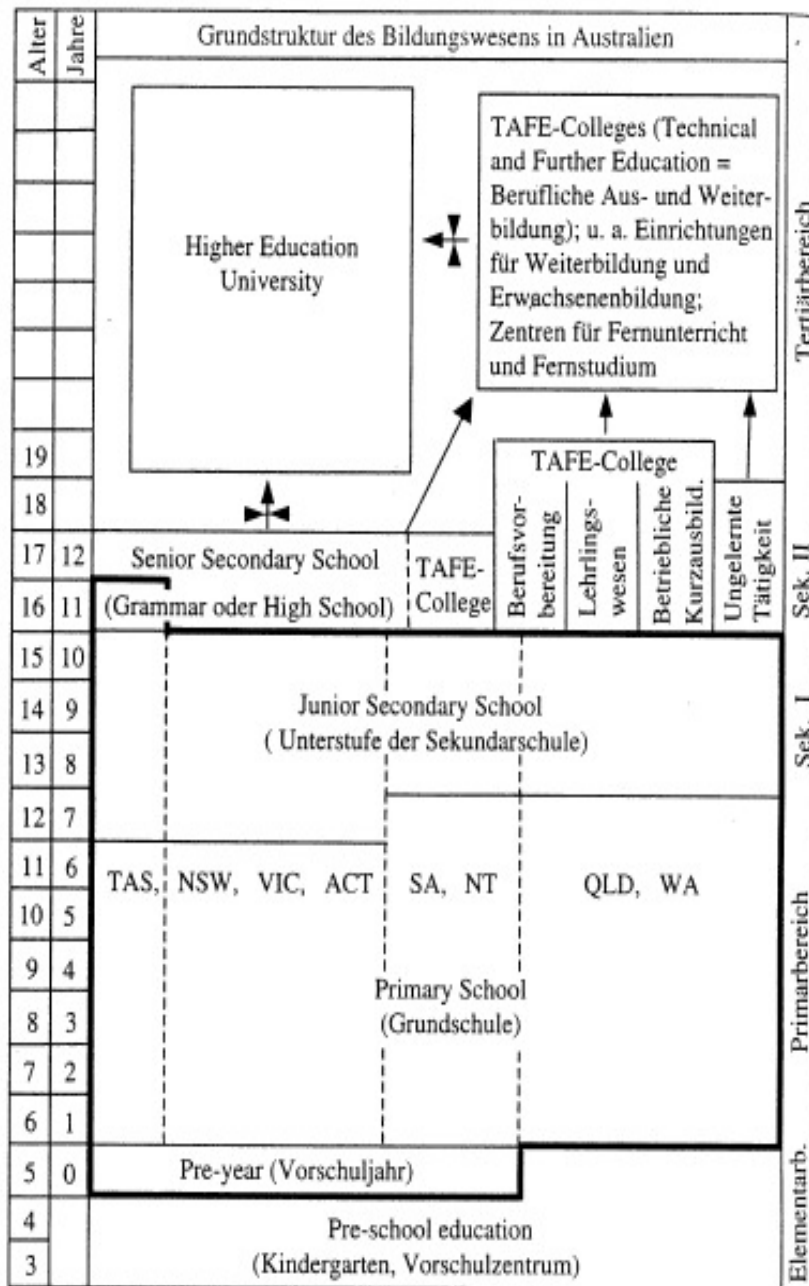 Alter
Jahre
Grundstruktur des Bildungswesens in Australien
Higher Education
University
TAFE-Colleges (Technical
and Further Education =
Berufliche Aus- und Weiter-
bildung); u. a. Einrichtungen
für Weiterbildung und
Erwachsenenbildung;
Zentren für Fernunterricht
und Fernstudium
Tertiärbereich
19
18
TAFE-College
Berufsvor-
bereitung
Lehrlings-
wesen
Betriebliche
Kurzausbild.
Ungelernte
Tätigkeit
Sek. II
17 12
Senior Secondary School
16 11
(Grammar oder High School)
TAFE-
College
15 10
14 9
Junior Secondary School
( Unterstufe der Sekundarschule)
13 8
12 7
Sek. I
11 6
TAS, NSW, VIC, ACT SA, NT QLD, WA
10 5
9 4
Primary School
(Grundschule)
8 3
7 2
6 1
Primarbereich
5 0
Pre-year (Vorschuljahr)
4
Pre-school education
3
(Kindergarten, Vorschulzentrum)
Elementarb.